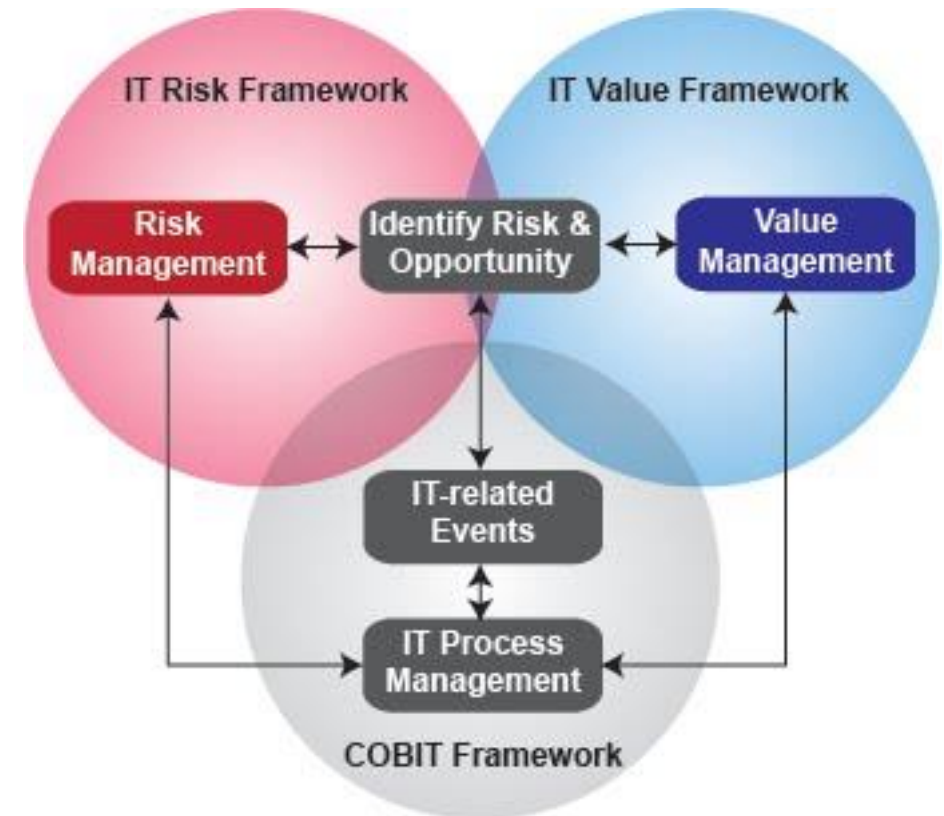 IT Risk Framework
IT Value Framework
Risk
Management
Identify Risk &
Opportunity
Value
Management
IT-related
Events
IT Process
Management
COBIT Framework